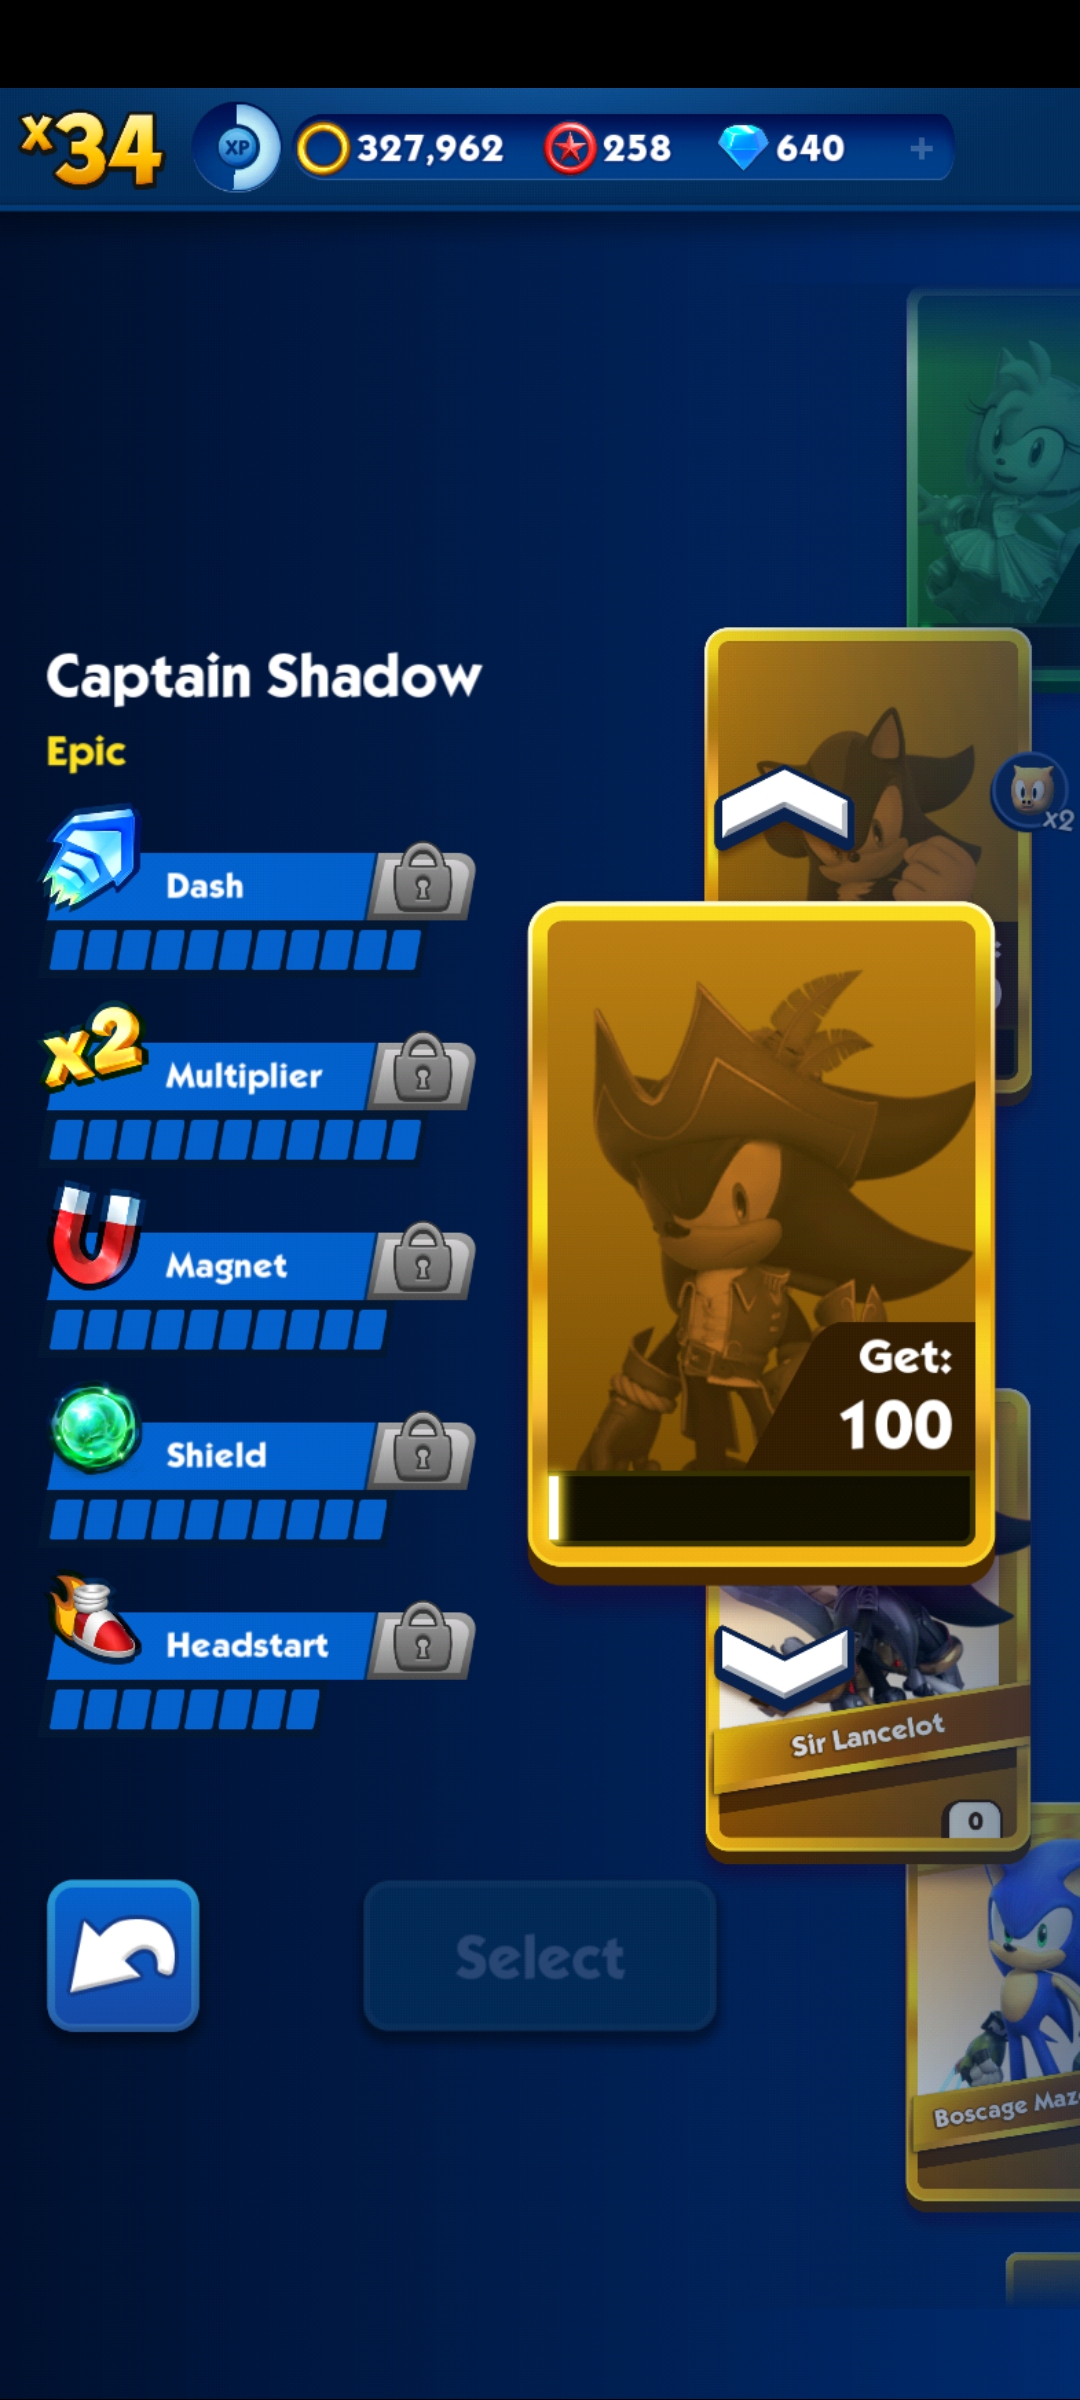 x34
XP
327,962
258
640
+
Captain Shadow
Epic
Dash
x2
Multiplier
Magnet
Shield
Headstart
x2
Get:
100
Sir Lancelot
0
Select
Boscage